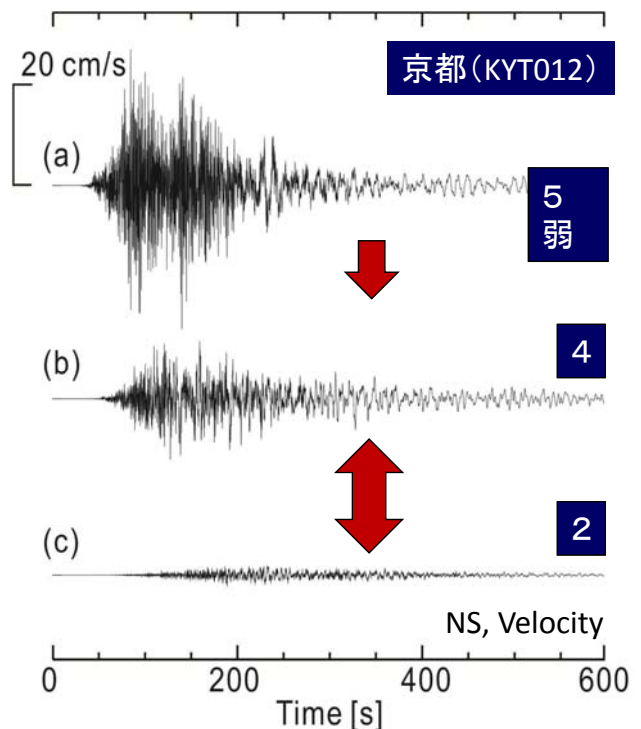 20 cm/s
京都(KYT012)
(a)
5
弱
(b)
4
(c)
2
NS, Velocity
0 200 400 600
Time [s]